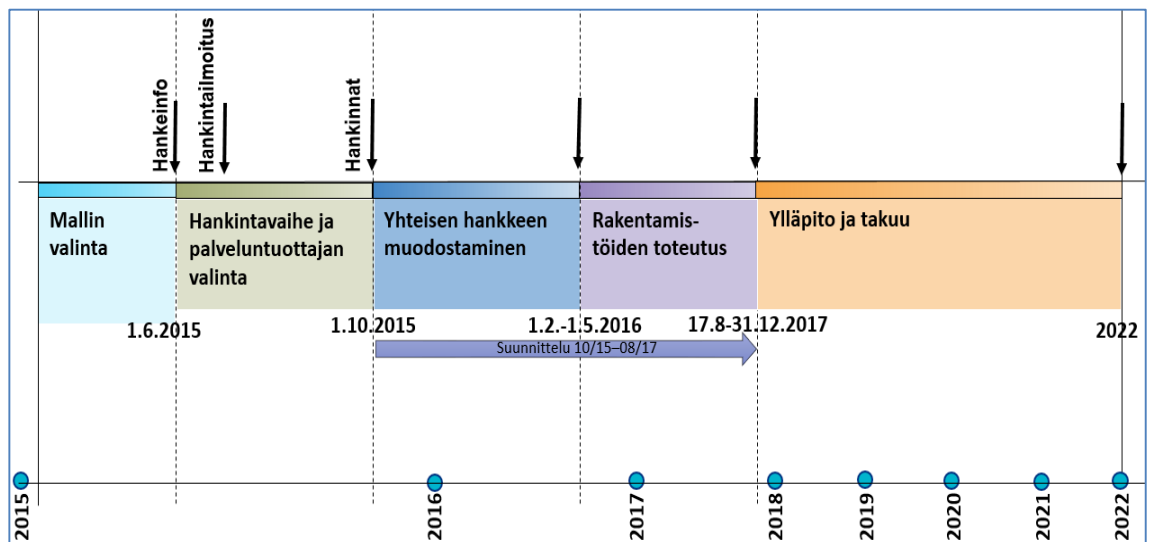 Hankeinfo
Hankintailmoitus
Hankinnat
Mallin
valinta
Hankintavaihe ja
palveluntuottajan
valinta
Yhteisen hankkeen
muodostaminen
Rakentamis-
töiden toteutus
Ylläpito ja takuu
1.6.2015
1.10.2015
1.2.-1.5.2016
17.8-31.12.2017
2022
Suunnittelu 10/15–08/17
2015
2016
2017
2018
2019
2020
2021
2022